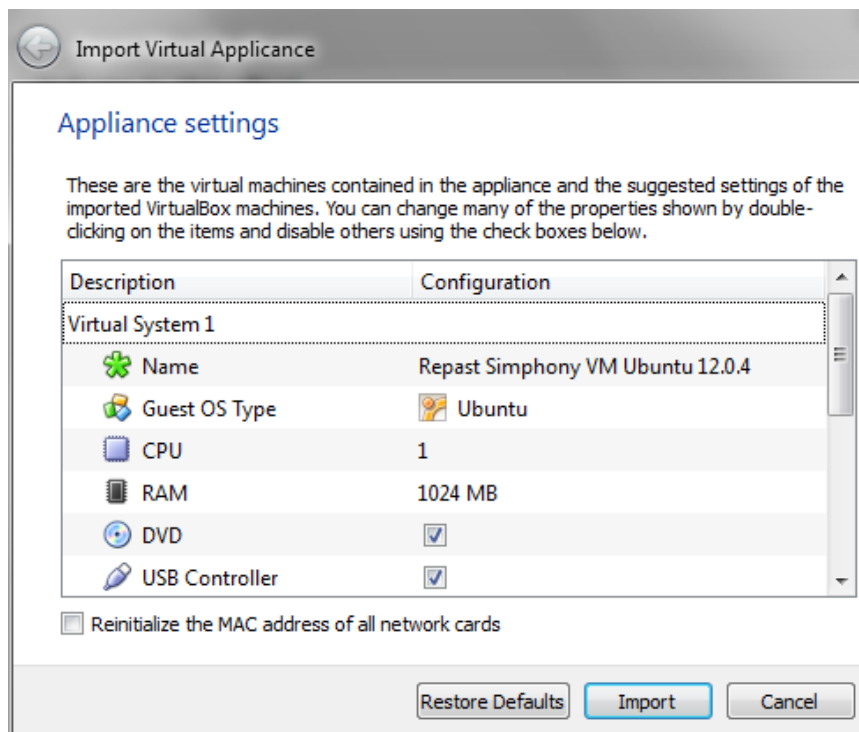 Import Virtual Applicance
Appliance settings
These are the virtual machines contained in the appliance and the suggested settings of the
imported VirtualBox machines. You can change many of the properties shown by double-
clicking on the items and disable others using the check boxes below.
Description Configuration
Virtual System 1
Name Repast Simphony VM Ubuntu 12.0.4
Guest OS Type Ubuntu
CPU 1
RAM 1024 MB
DVD
USB Controller
Reinitialize the MAC address of all network cards
Restore Defaults Import Cancel